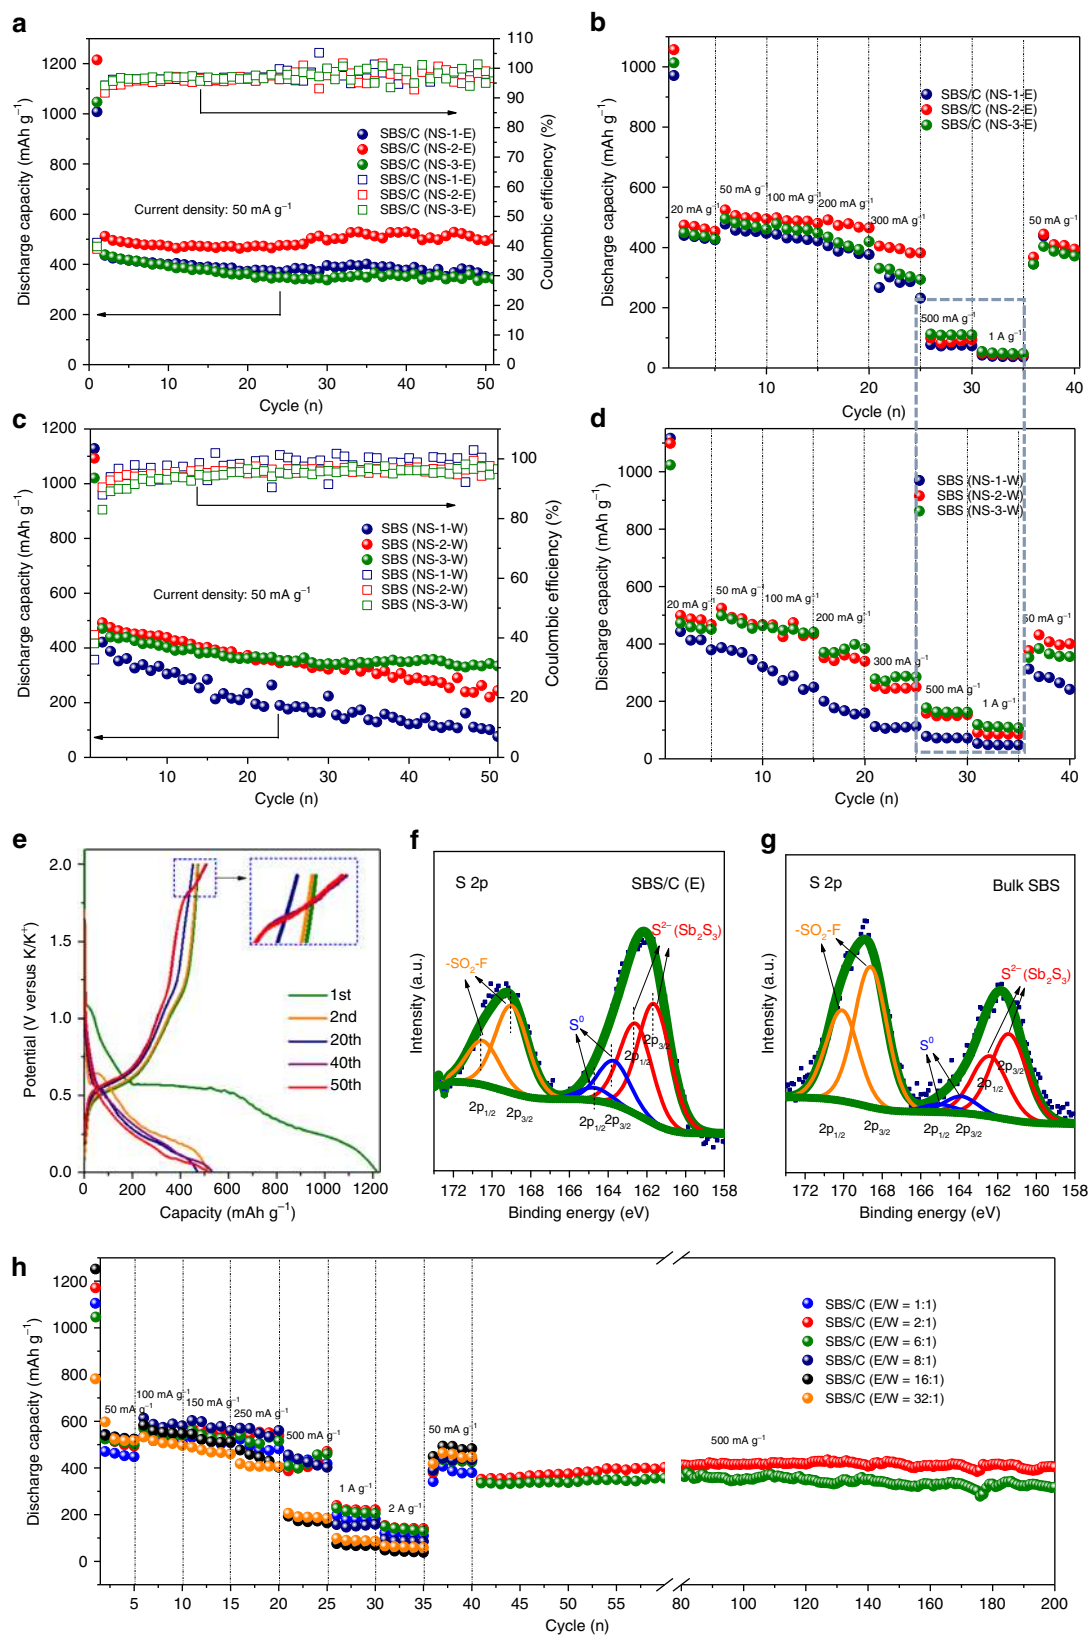 a
Discharge capacity (mAh g⁻¹)
1200
1000
800
600
400
200
0
110
100
90
80
70
60
50
40
30
20
10
0
Coulombic efficiency (%)
SBS/C (NS-1-E)
SBS/C (NS-2-E)
SBS/C (NS-3-E)
SBS/C (NS-1-E)
SBS/C (NS-2-E)
SBS/C (NS-3-E)
Current density: 50 mA g⁻¹
0 10 20 30 40 50
Cycle (n)
b
Discharge capacity (mAh g⁻¹)
1000
800
600
400
200
0
SBS/C (NS-1-E)
SBS/C (NS-2-E)
SBS/C (NS-3-E)
20 mA g⁻¹
50 mA g⁻¹
100 mA g⁻¹
200 mA g⁻¹
300 mA g⁻¹
500 mA g⁻¹
1 A g⁻¹
50 mA g⁻¹
10 20 30 40
Cycle (n)
c
Discharge capacity (mAh g⁻¹)
1200
1000
800
600
400
200
0
100
80
60
40
20
0
Coulombic efficiency (%)
SBS (NS-1-W)
SBS (NS-2-W)
SBS (NS-3-W)
SBS (NS-1-W)
SBS (NS-2-W)
SBS (NS-3-W)
Current density: 50 mA g⁻¹
10 20 30 40 50
Cycle (n)
d
Discharge capacity (mAh g⁻¹)
1000
800
600
400
200
0
SBS (NS-1-W)
SBS (NS-2-W)
SBS (NS-3-W)
20 mA g⁻¹
50 mA g⁻¹
100 mA g⁻¹
200 mA g⁻¹
300 mA g⁻¹
500 mA g⁻¹
1 A g⁻¹
50 mA g⁻¹
10 20 30 40
Cycle (n)
e
Potential (V versus K/K⁺)
2.0
1.5
1.0
0.5
0.0
1st
2nd
20th
40th
50th
0 200 400 600 800 1000 1200
Capacity (mAh g⁻¹)
f
S 2p
SBS/C (E)
Intensity (a.u.)
-SO₂-F
S²⁻ (Sb₂S₃)
S⁰
2p₃/₂
2p₁/₂
2p₁/₂
2p₃/₂
2p₁/₂
2p₃/₂
172 170 168 166 164 162 160 158
Binding energy (eV)
g
S 2p
Bulk SBS
Intensity (a.u.)
-SO₂-F
S²⁻ (Sb₂S₃)
S⁰
2p₃/₂
2p₁/₂
2p₁/₂
2p₃/₂
2p₁/₂
2p₃/₂
172 170 168 166 164 162 160 158
Binding energy (eV)
h
Discharge capacity (mAh g⁻¹)
1200
1000
800
600
400
200
0
50 mA g⁻¹
100 mA g⁻¹
150 mA g⁻¹
250 mA g⁻¹
500 mA g⁻¹
1 A g⁻¹
2 A g⁻¹
50 mA g⁻¹
500 mA g⁻¹
SBS/C (E/W = 1:1)
SBS/C (E/W = 2:1)
SBS/C (E/W = 6:1)
SBS/C (E/W = 8:1)
SBS/C (E/W = 16:1)
SBS/C (E/W = 32:1)
5 10 15 20 25 30 35 40 45 50 55 80 100 120 140 160 180 200
Cycle (n)